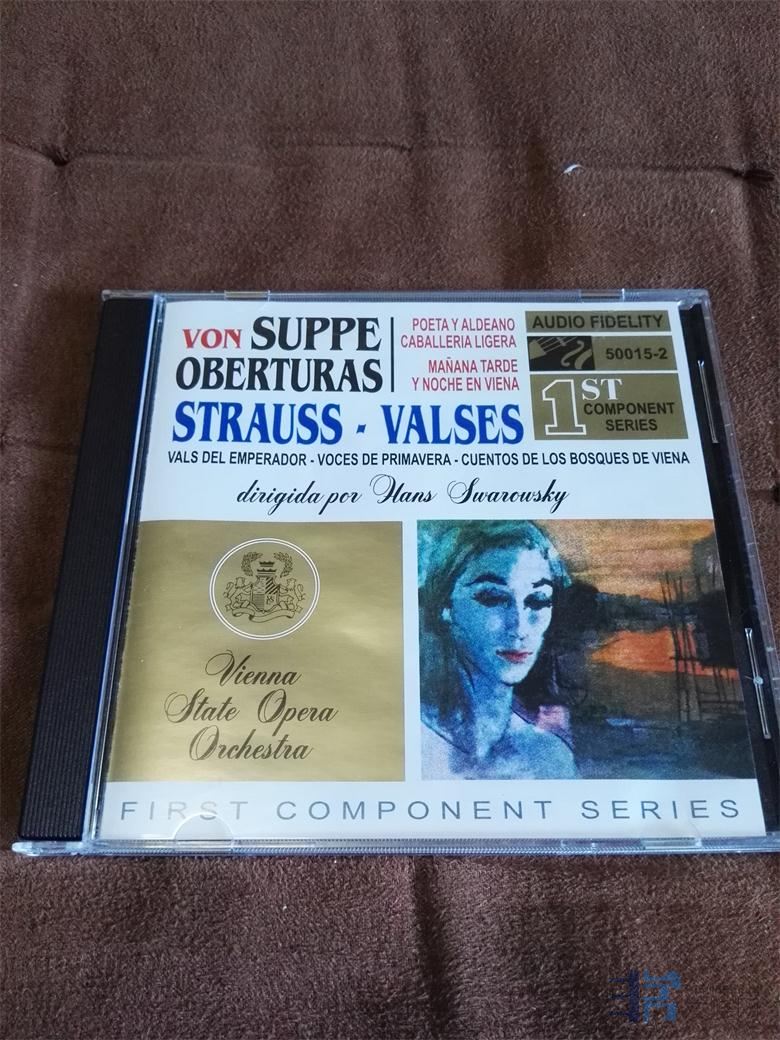 VON SUPPE
OBERTURAS
POETA Y ALDEANO
CABALLERIA LIGERA
MAÑANA TARDE
Y NOCHE EN VIENA
AUDIO FIDELITY
50015-2
1ST
COMPONENT
SERIES
STRAUSS - VALSES
VALS DEL EMPERADOR - VOCES DE PRIMAVERA - CUENTOS DE LOS BOSQUES DE VIENA
dirigida por Hans Swarowsky
Vienna
State Opera
Orchestra
FIRST COMPONENT SERIES